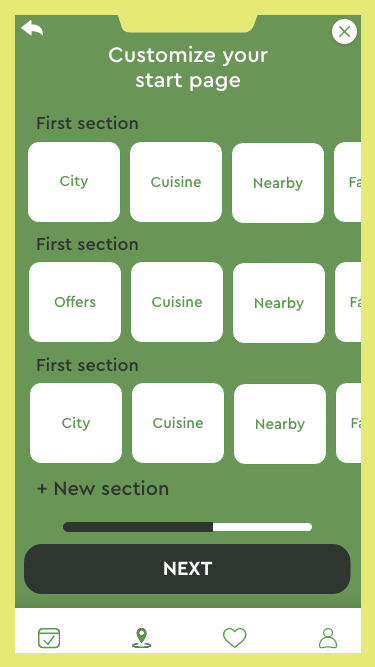 Customize your
start page
First section
City Cuisine Nearby Fa
First section
Offers Cuisine Nearby Fa
First section
City Cuisine Nearby Fa
+ New section
NEXT